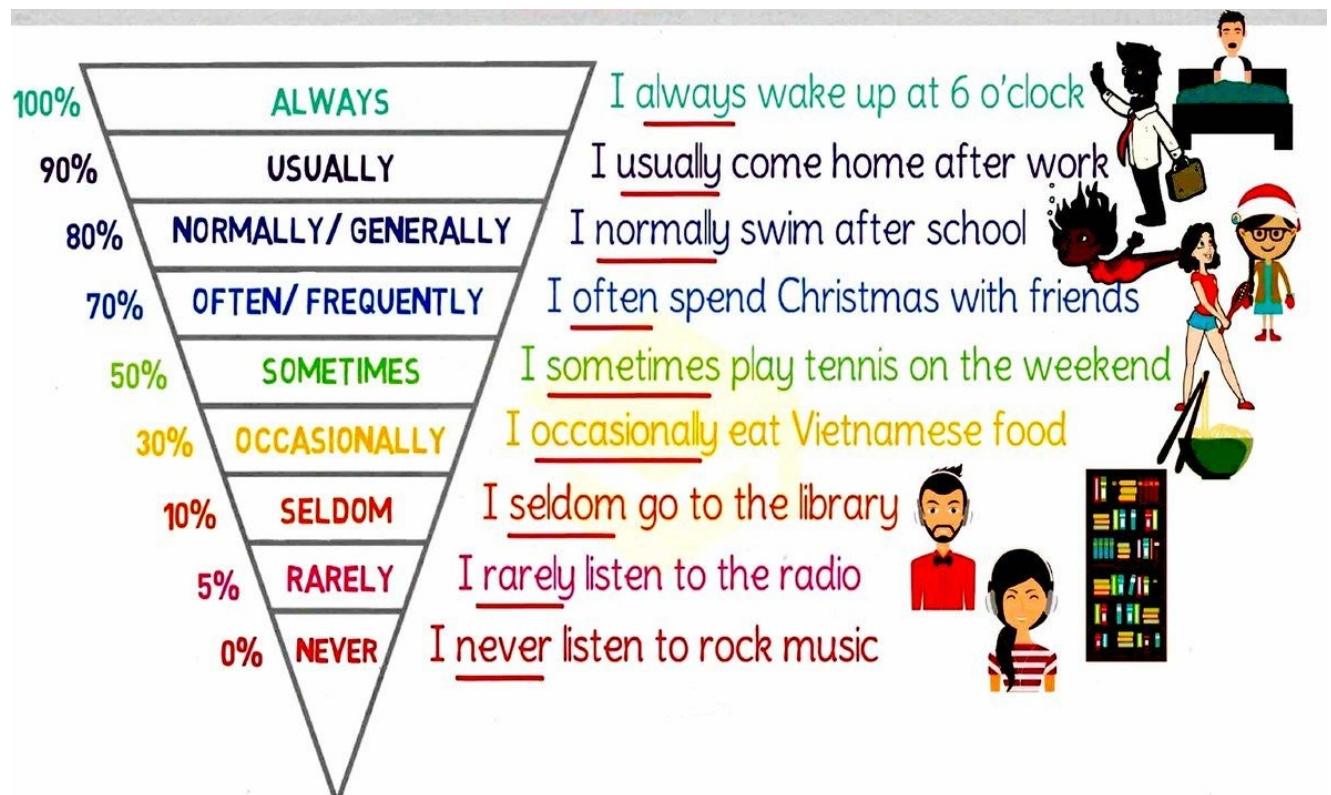 100% ALWAYS I always wake up at 6 o'clock
90% USUALLY I usually come home after work
80% NORMALLY/ GENERALLY I normally swim after school
70% OFTEN/ FREQUENTLY I often spend Christmas with friends
50% SOMETIMES I sometimes play tennis on the weekend
30% OCCASIONALLY I occasionally eat Vietnamese food
10% SELDOM I seldom go to the library
5% RARELY I rarely listen to the radio
0% NEVER I never listen to rock music